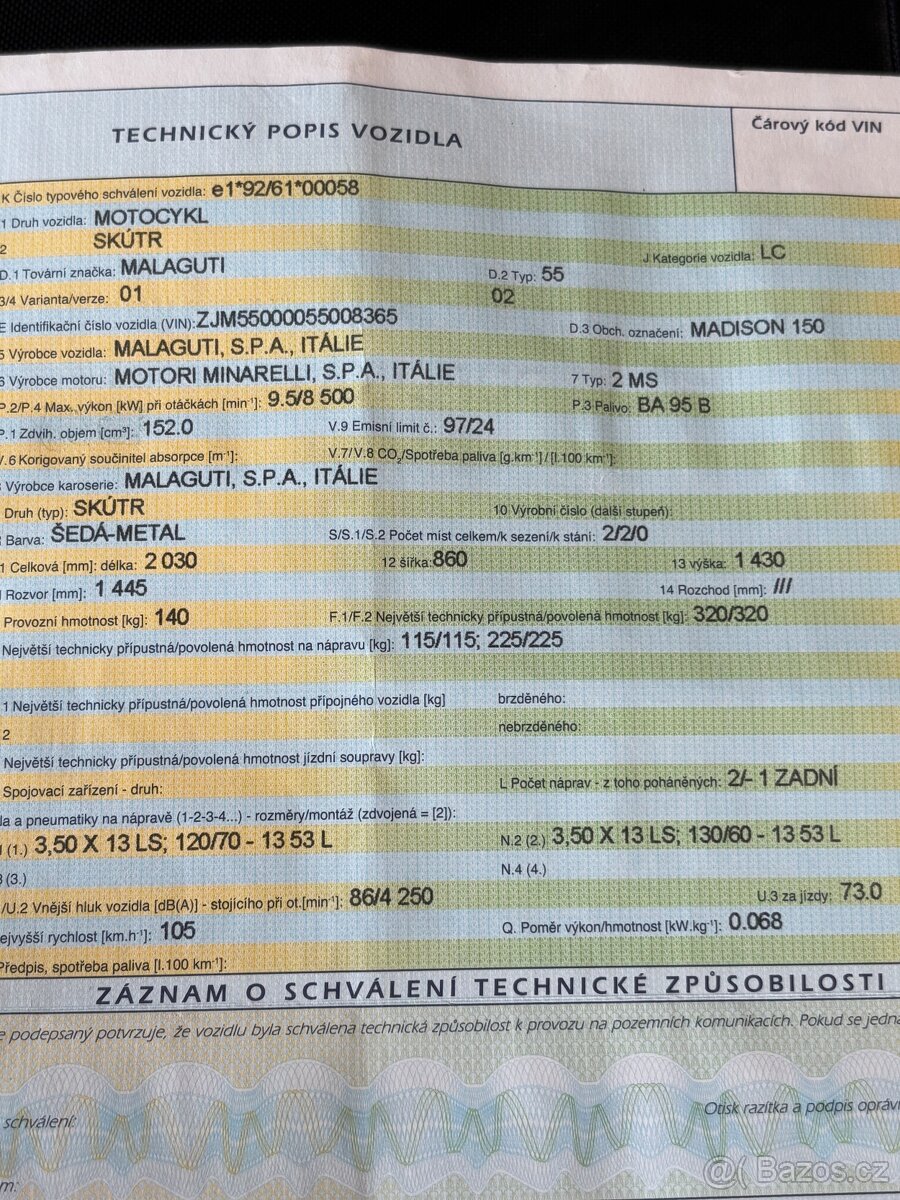 TECHNICKÝ POPIS VOZIDLA
Čárový kód VIN
K Číslo typového schválení vozidla: e1*92/61*00058
1 Druh vozidla: MOTOCYKL
2 SKÚTR
J Kategorie vozidla: LC
D.1 Tovární značka: MALAGUTI
D.2 Typ: 55
3/4 Varianta/verze: 01 02
E Identifikační číslo vozidla (VIN): ZJM55000055008365
D.3 Obch. označení: MADISON 150
5 Výrobce vozidla: MALAGUTI, S.P.A., ITÁLIE
6 Výrobce motoru: MOTORI MINARELLI, S.P.A., ITÁLIE 7 Typ: 2 MS
P.2/P.4 Max. výkon [kW] při otáčkách [min⁻¹]: 9.5/8 500 P.3 Palivo: BA 95 B
P.1 Zdvih. objem [cm³]: 152.0 V.9 Emisní limit č.: 97/24
V.6 Korigovaný součinitel absorpce [m⁻¹]: V.7/V.8 CO₂/Spotřeba paliva [g.km⁻¹]/[l.100 km⁻¹]:
Výrobce karoserie: MALAGUTI, S.P.A., ITÁLIE
Druh (typ): SKÚTR 10 Výrobní číslo (další stupeň):
Barva: ŠEDÁ-METAL S/S.1/S.2 Počet míst celkem/k sezení/k stání: 2/2/0
1 Celková [mm]: délka: 2 030 12 šířka: 860 13 výška: 1 430
Rozvor [mm]: 1 445 14 Rozchod [mm]: ///
Provozní hmotnost [kg]: 140 F.1/F.2 Největší technicky přípustná/povolená hmotnost [kg]: 320/320
Největší technicky přípustná/povolená hmotnost na nápravu [kg]: 115/115; 225/225
1 Největší technicky přípustná/povolená hmotnost přípojného vozidla [kg] brzděného:
2 nebrzděného:
Největší technicky přípustná/povolená hmotnost jízdní soupravy [kg]:
Spojovací zařízení - druh: L Počet náprav - z toho poháněných: 2/- 1 ZADNÍ
la a pneumatiky na nápravě (1-2-3-4...) - rozměry/montáž (zdvojená = [2]):
(1.) 3,50 X 13 LS; 120/70 - 13 53 L N.2 (2.) 3,50 X 13 LS; 130/60 - 13 53 L
3 (3.) N.4 (4.)
/U.2 Vnější hluk vozidla [dB(A)] - stojícího při ot.[min⁻¹]: 86/4 250 U.3 za jízdy: 73.0
ejvyšší rychlost [km.h⁻¹]: 105 Q. Poměr výkon/hmotnost [kW.kg⁻¹]: 0.068
Předpis, spotřeba paliva [l.100 km⁻¹]:
ZÁZNAM O SCHVÁLENÍ TECHNICKÉ ZPŮSOBILOSTI
e podepsaný potvrzuje, že vozidlu byla schválena technická způsobilost k provozu na pozemních komunikacích. Pokud se jedná
schválení: Otisk razítka a podpis oprávn
m:
@( Bazos.cz